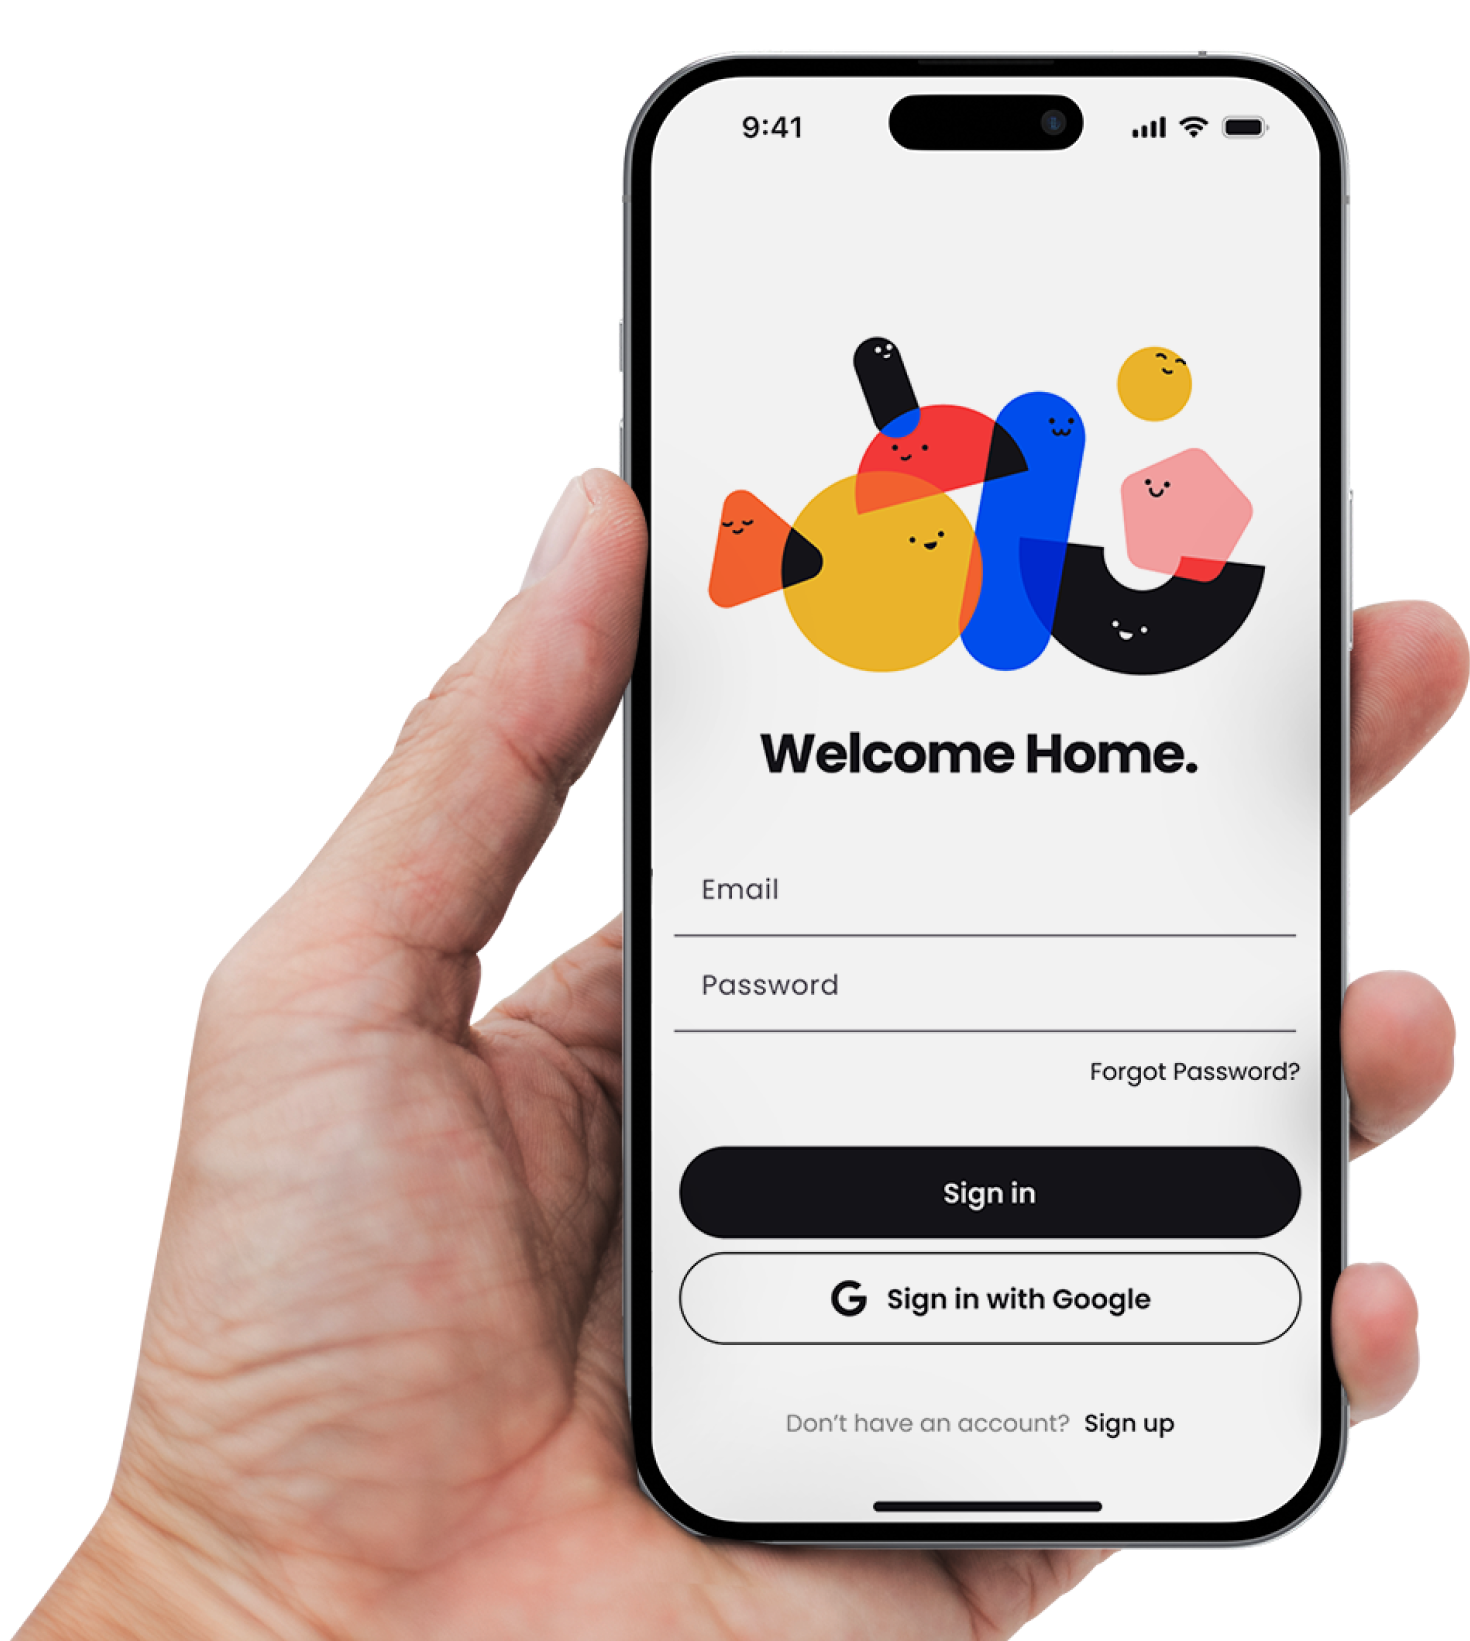 9:41
Welcome Home.
Email
Password
Forgot Password?
Sign in
G Sign in with Google
Don't have an account? Sign up